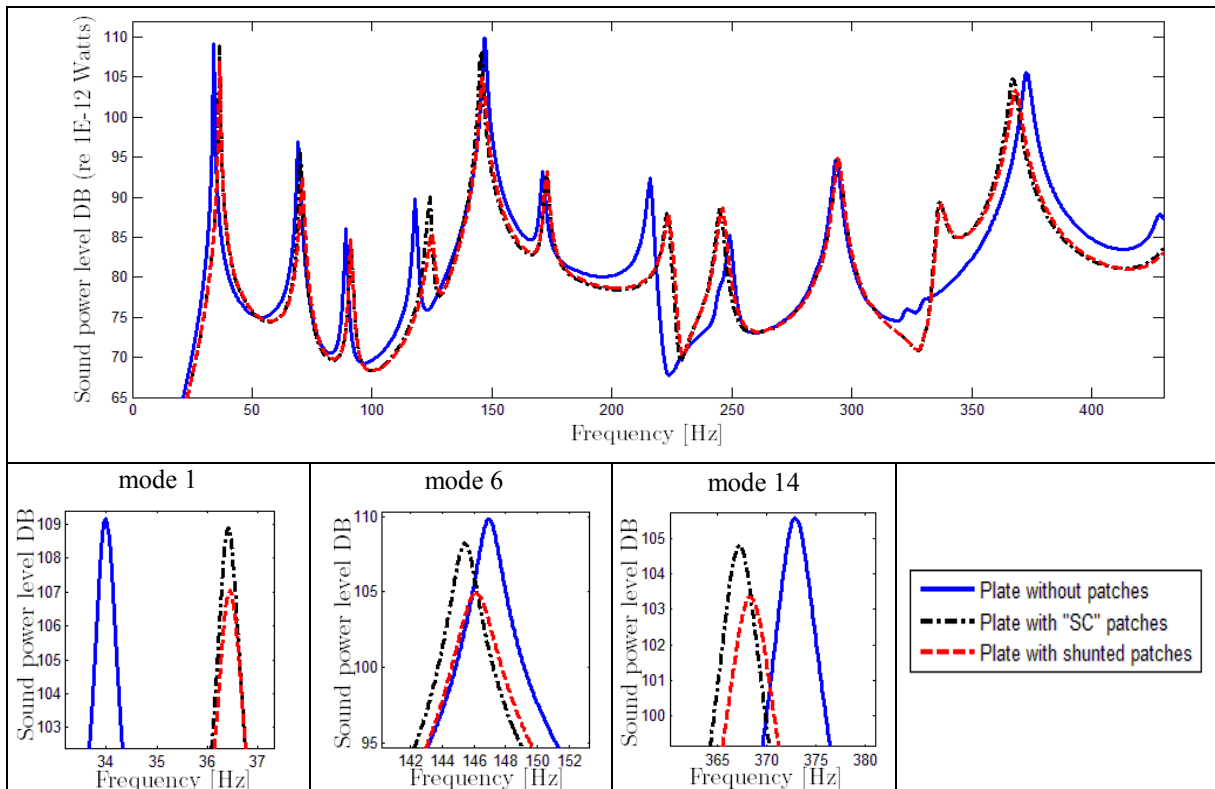 Sound power level DB (re 1E-12 Watts)
110
105
100
95
90
85
80
75
70
65
0 50 100 150 200 250 300 350 400
Frequency [Hz]
mode 1
Sound power level DB
109
108
107
106
105
104
103
34 35 36 37
Frequency [Hz]
mode 6
Sound power level DB
110
105
100
95
142 144 146 148 150 152
Frequency [Hz]
mode 14
Sound power level DB
105
104
103
102
101
100
365 370 375 380
Frequency [Hz]
Plate without patches
Plate with "SC" patches
Plate with shunted patches